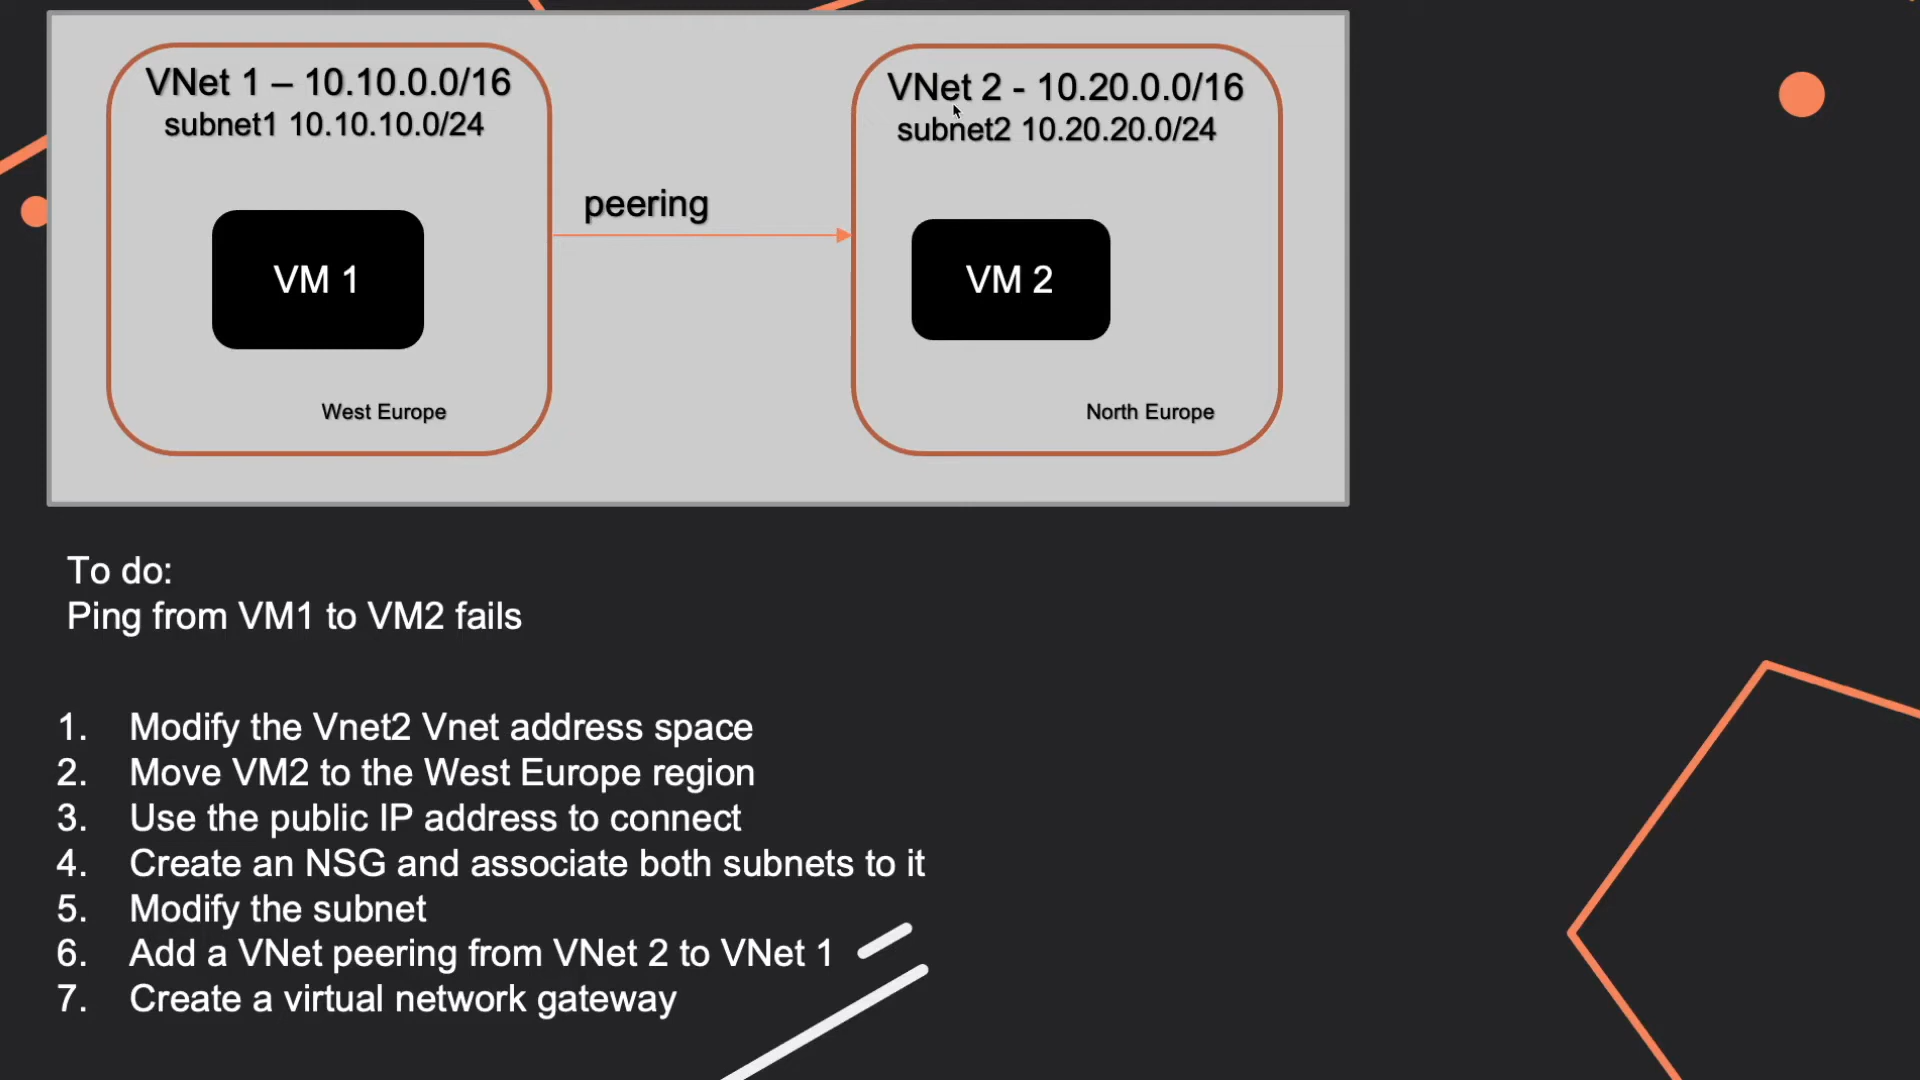 VNet 1 – 10.10.0.0/16
subnet1 10.10.10.0/24
VM 1
West Europe
peering
VNet 2 - 10.20.0.0/16
subnet2 10.20.20.0/24
VM 2
North Europe
To do:
Ping from VM1 to VM2 fails
1. Modify the Vnet2 Vnet address space
2. Move VM2 to the West Europe region
3. Use the public IP address to connect
4. Create an NSG and associate both subnets to it
5. Modify the subnet
6. Add a VNet peering from VNet 2 to VNet 1
7. Create a virtual network gateway